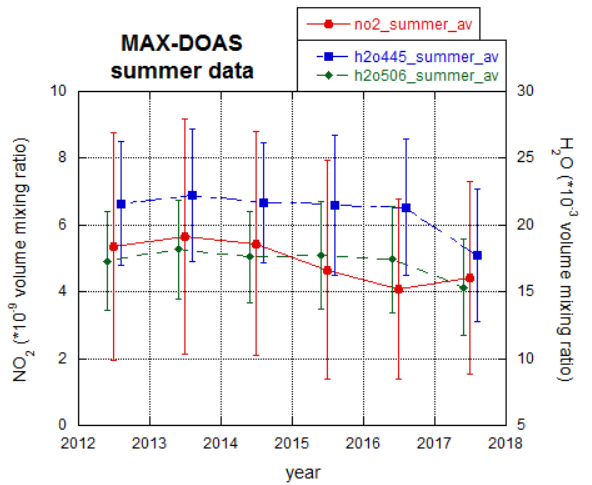 MAX-DOAS
summer data
no2_summer_av
h2o445_summer_av
h2o506_summer_av
NO2 (*10-9 volume mixing ratio)
10
8
6
4
2
0
H2O (*10-3 volume mixing ratio)
30
25
20
15
10
5
2012 2013 2014 2015 2016 2017 2018
year